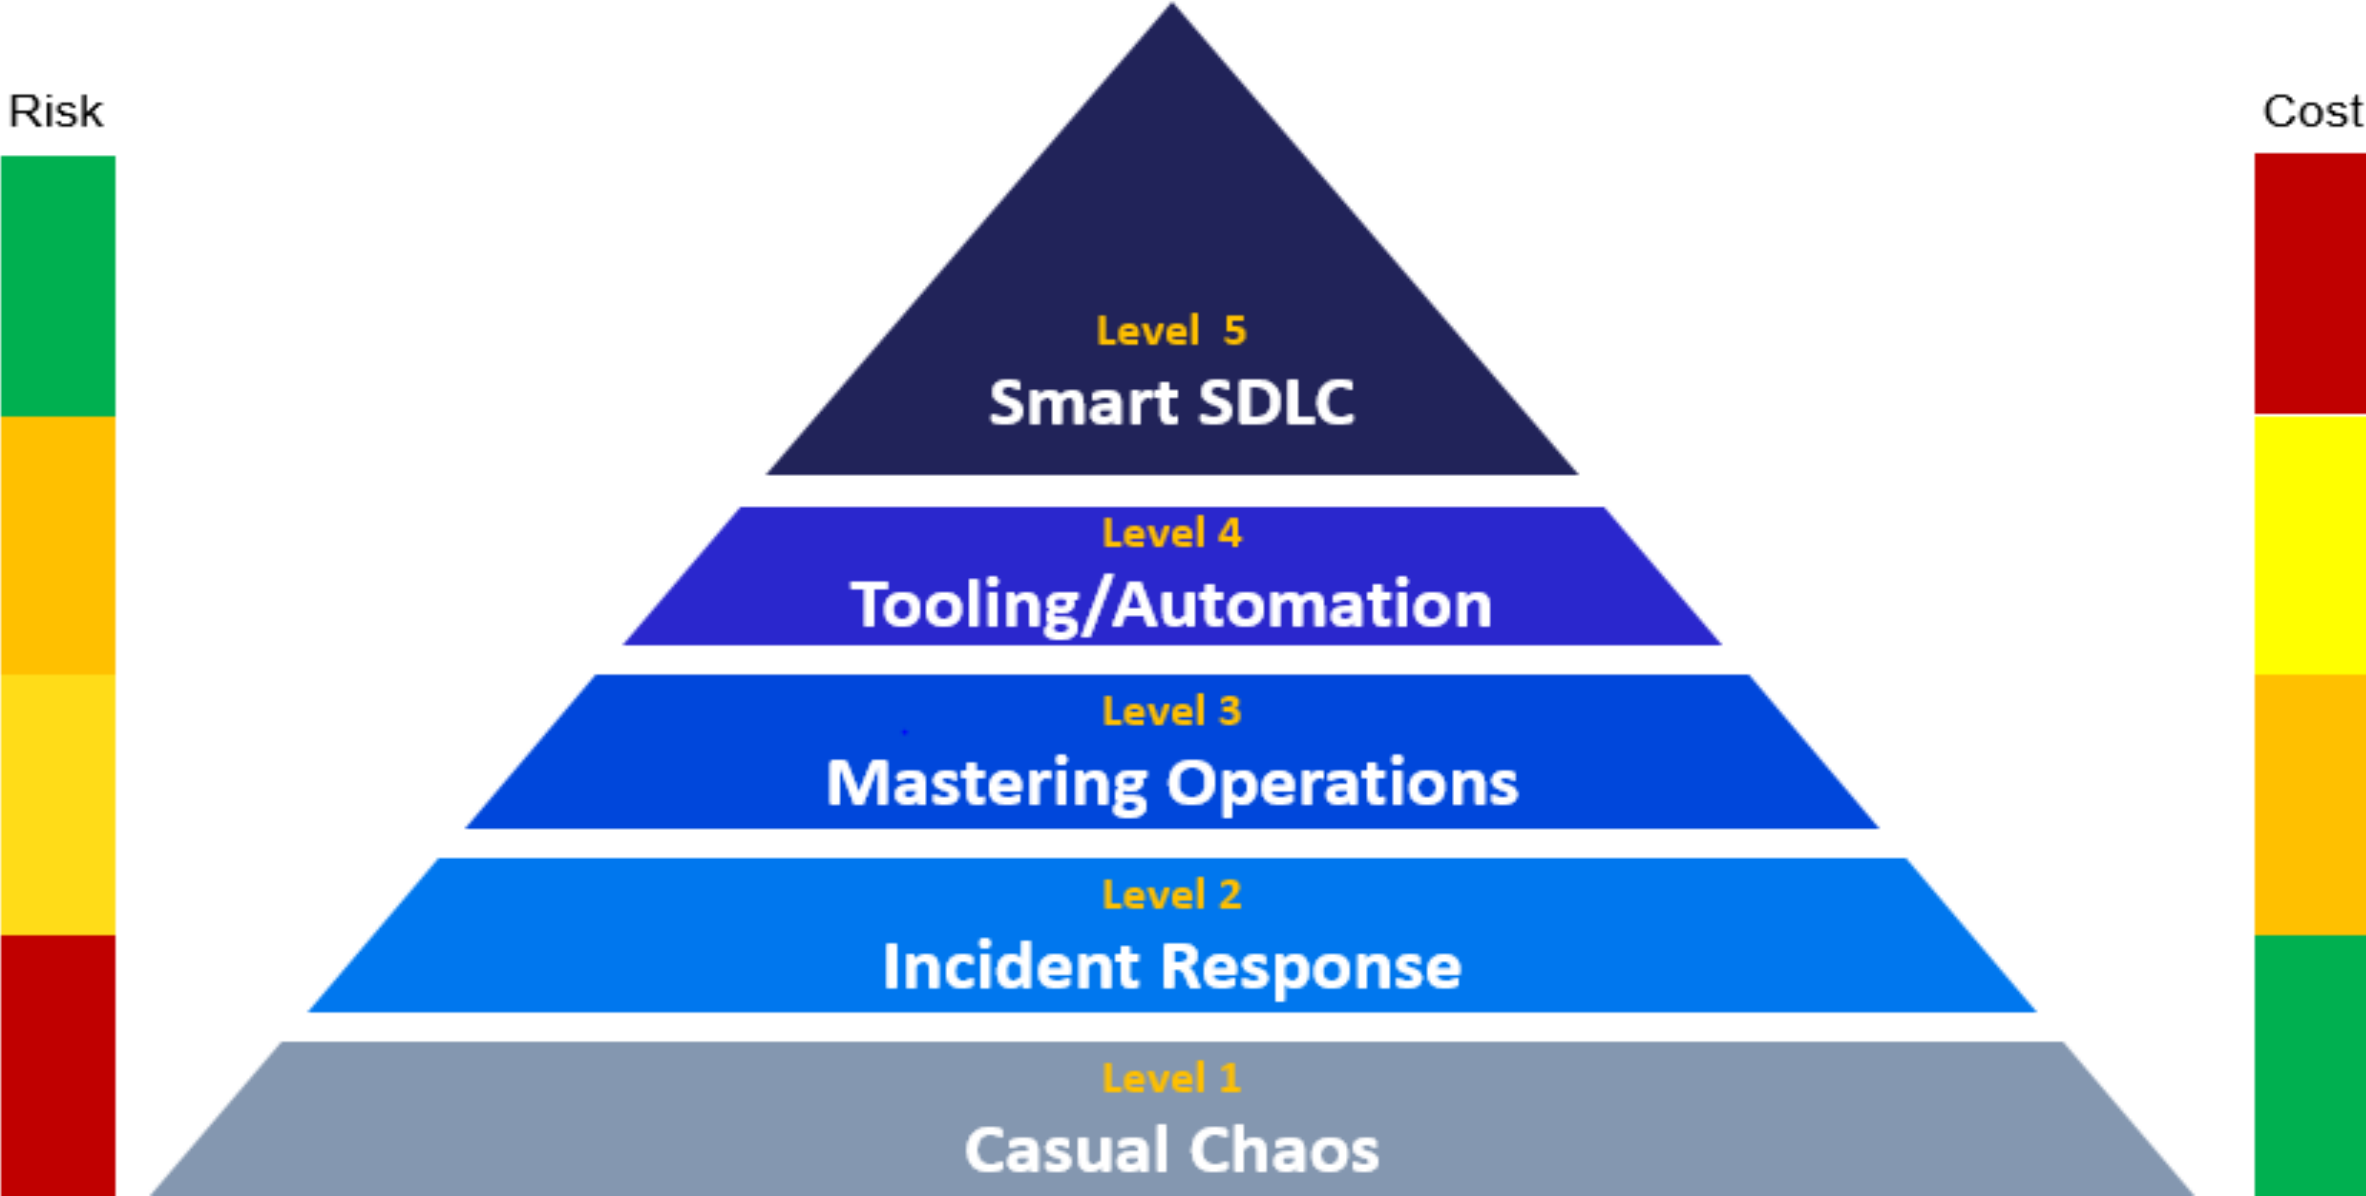 Risk
Cost
Level  5
Smart SDLC
Level 4
Tooling/Automation
Level 3
Mastering Operations
Level 2
Incident Response
Level 1
Casual Chaos